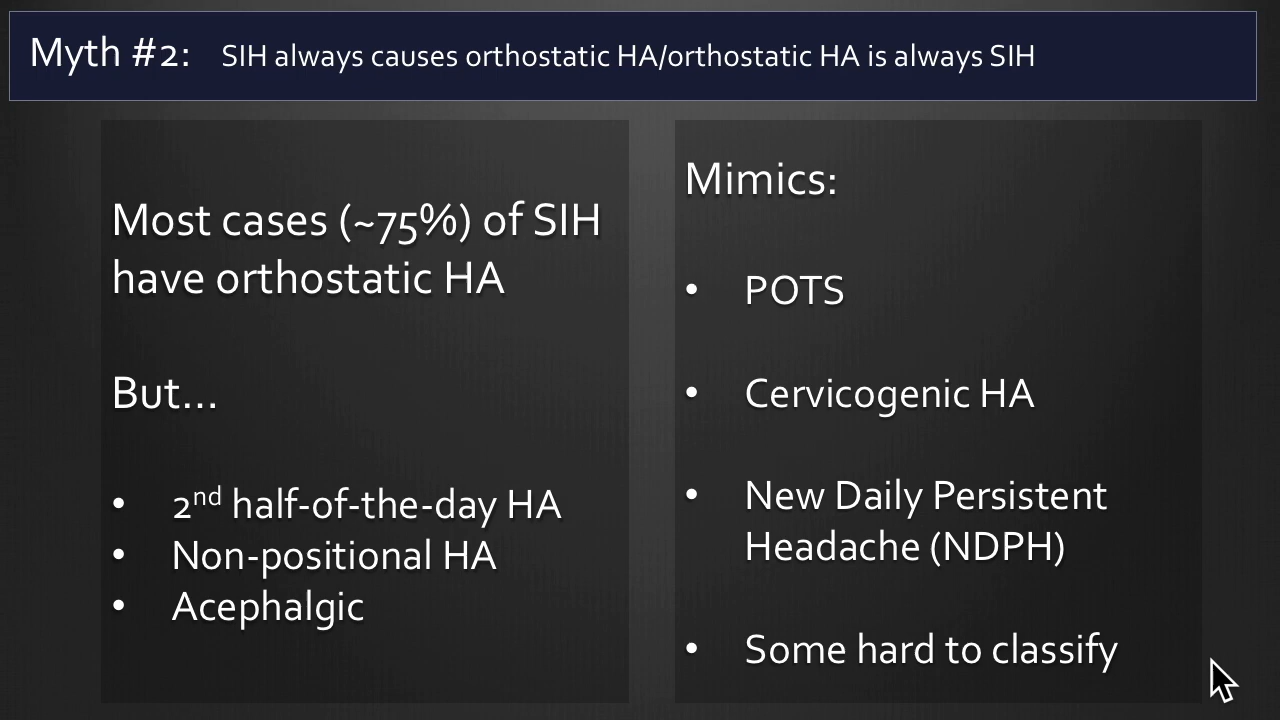 Myth #2: SIH always causes orthostatic HA/orthostatic HA is always SIH
Most cases (~75%) of SIH
have orthostatic HA
But...
• 2nd half-of-the-day HA
• Non-positional HA
• Acephalgic
Mimics:
• POTS
• Cervicogenic HA
• New Daily Persistent
Headache (NDPH)
• Some hard to classify